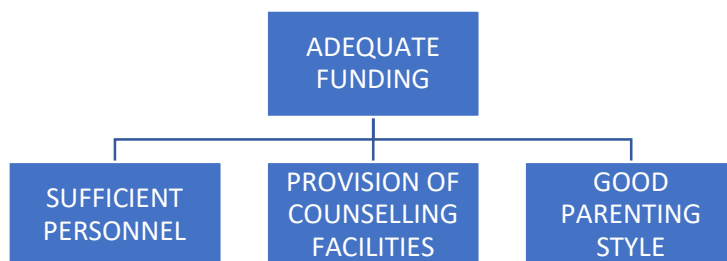 ADEQUATE
FUNDING
SUFFICIENT
PERSONNEL
PROVISION OF
COUNSELLING
FACILITIES
GOOD
PARENTING
STYLE